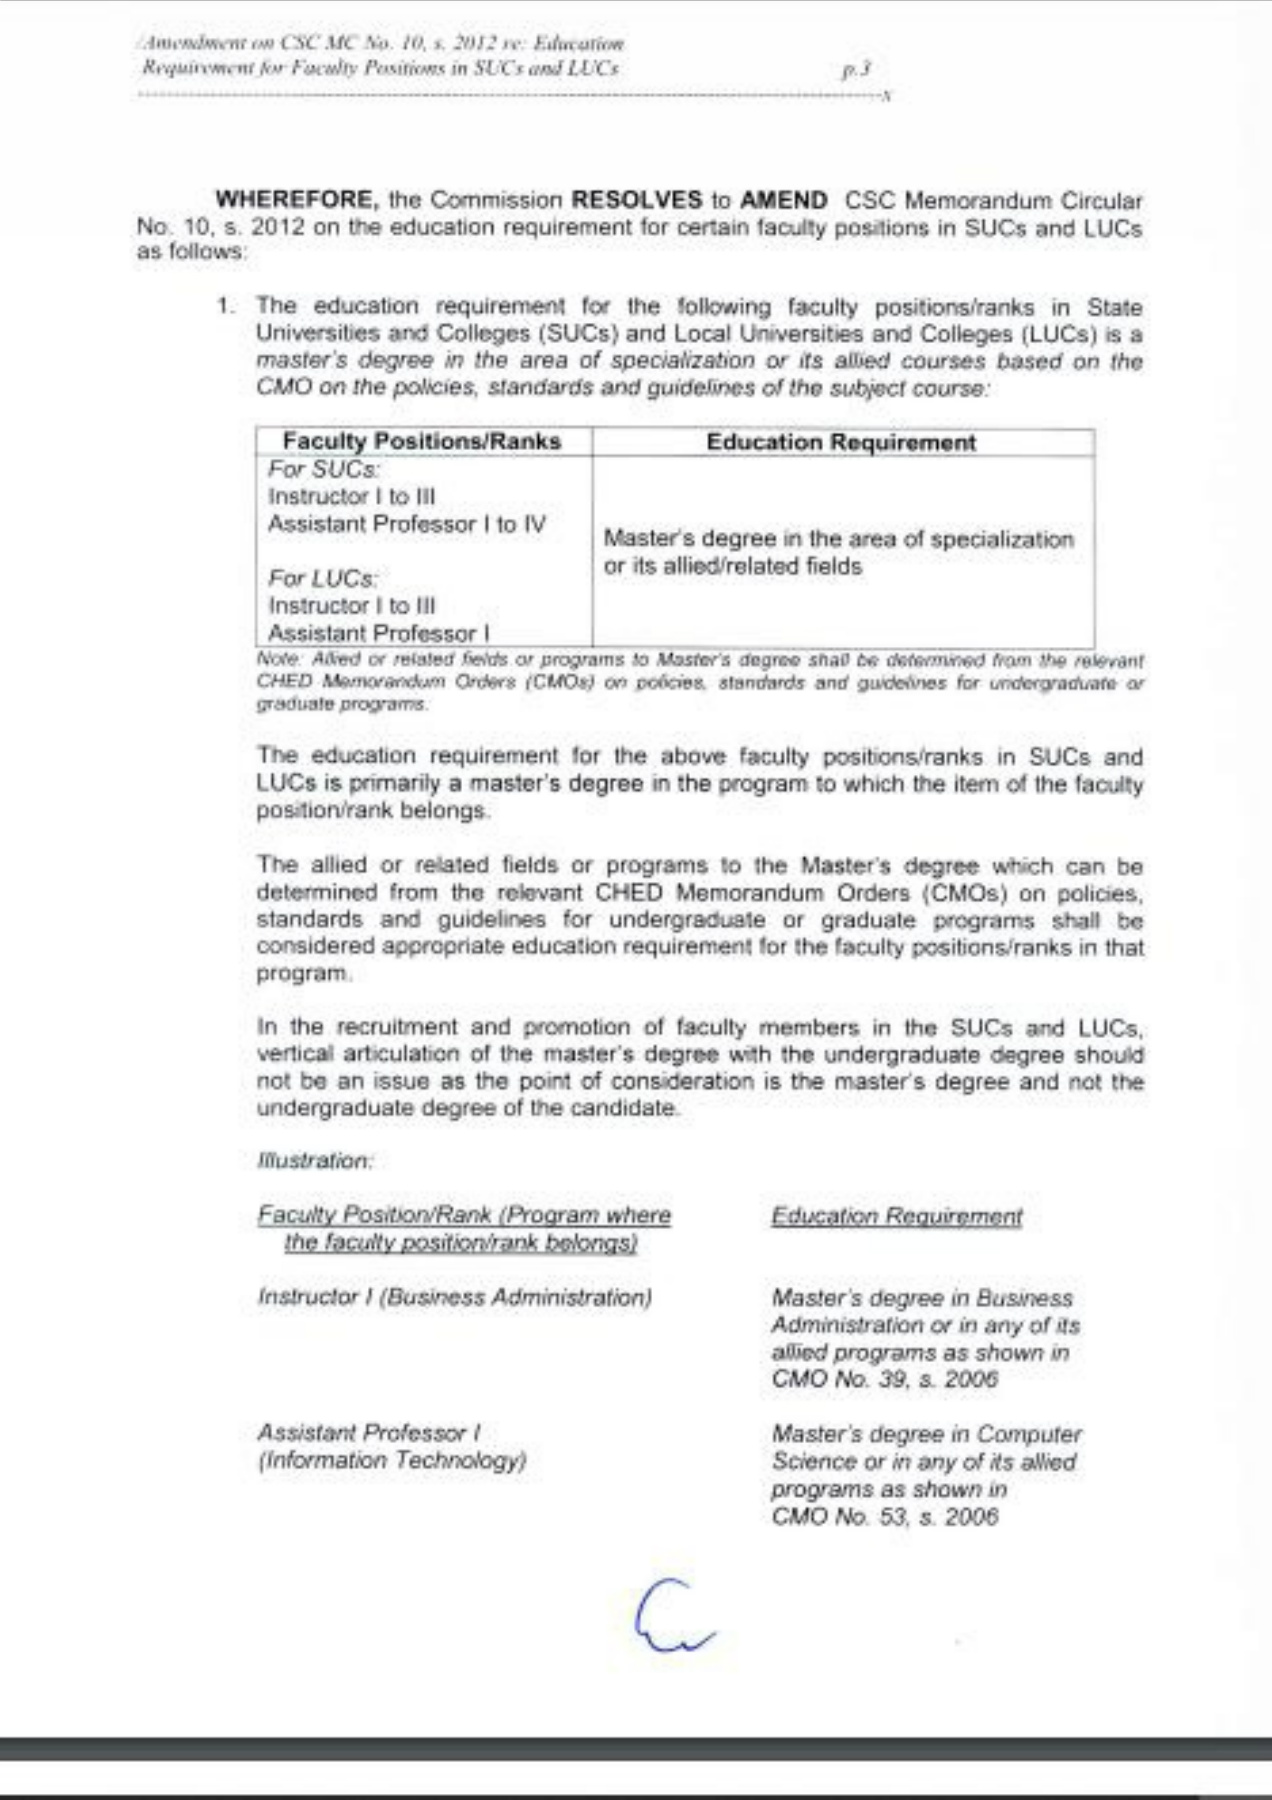 /Amendment on CSC MC No. 10, s. 2012 re: Education
Requirement for Faculty Positions in SUCs and LUCs p.3
x
WHEREFORE, the Commission RESOLVES to AMEND CSC Memorandum Circular
No. 10, s. 2012 on the education requirement for certain faculty positions in SUCs and LUCs
as follows:
1. The education requirement for the following faculty positions/ranks in State
Universities and Colleges (SUCs) and Local Universities and Colleges (LUCs) is a
master's degree in the area of specialization or its allied courses based on the
CMO on the policies, standards and guidelines of the subject course:
Faculty Positions/Ranks Education Requirement
For SUCs:
Instructor I to III
Assistant Professor I to IV
For LUCs:
Instructor I to III
Assistant Professor I
Master's degree in the area of specialization
or its allied/related fields
Note: Allied or related fields or programs to Master's degree shall be determined from the relevant
CHED Memorandum Orders (CMOs) on policies, standards and guidelines for undergraduate or
graduate programs.
The education requirement for the above faculty positions/ranks in SUCs and
LUCs is primarily a master's degree in the program to which the item of the faculty
position/rank belongs.
The allied or related fields or programs to the Master's degree which can be
determined from the relevant CHED Memorandum Orders (CMOs) on policies,
standards and guidelines for undergraduate or graduate programs shall be
considered appropriate education requirement for the faculty positions/ranks in that
program.
In the recruitment and promotion of faculty members in the SUCs and LUCs,
vertical articulation of the master's degree with the undergraduate degree should
not be an issue as the point of consideration is the master's degree and not the
undergraduate degree of the candidate.
Illustration:
Faculty Position/Rank (Program where
the faculty position/rank belongs)
Education Requirement
Instructor I (Business Administration)
Master's degree in Business
Administration or in any of its
allied programs as shown in
CMO No. 39, s. 2006
Assistant Professor I
(Information Technology)
Master's degree in Computer
Science or in any of its allied
programs as shown in
CMO No. 53, s. 2006